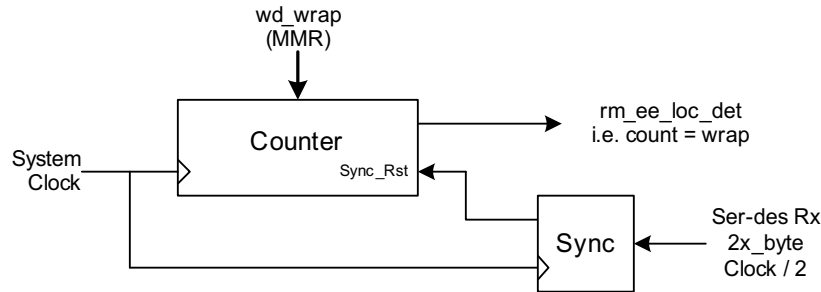 wd_wrap
(MMR)
Counter
Sync_Rst
rm_ee_loc_det
i.e. count = wrap
System
Clock
Sync
Ser-des Rx
2x_byte
Clock / 2